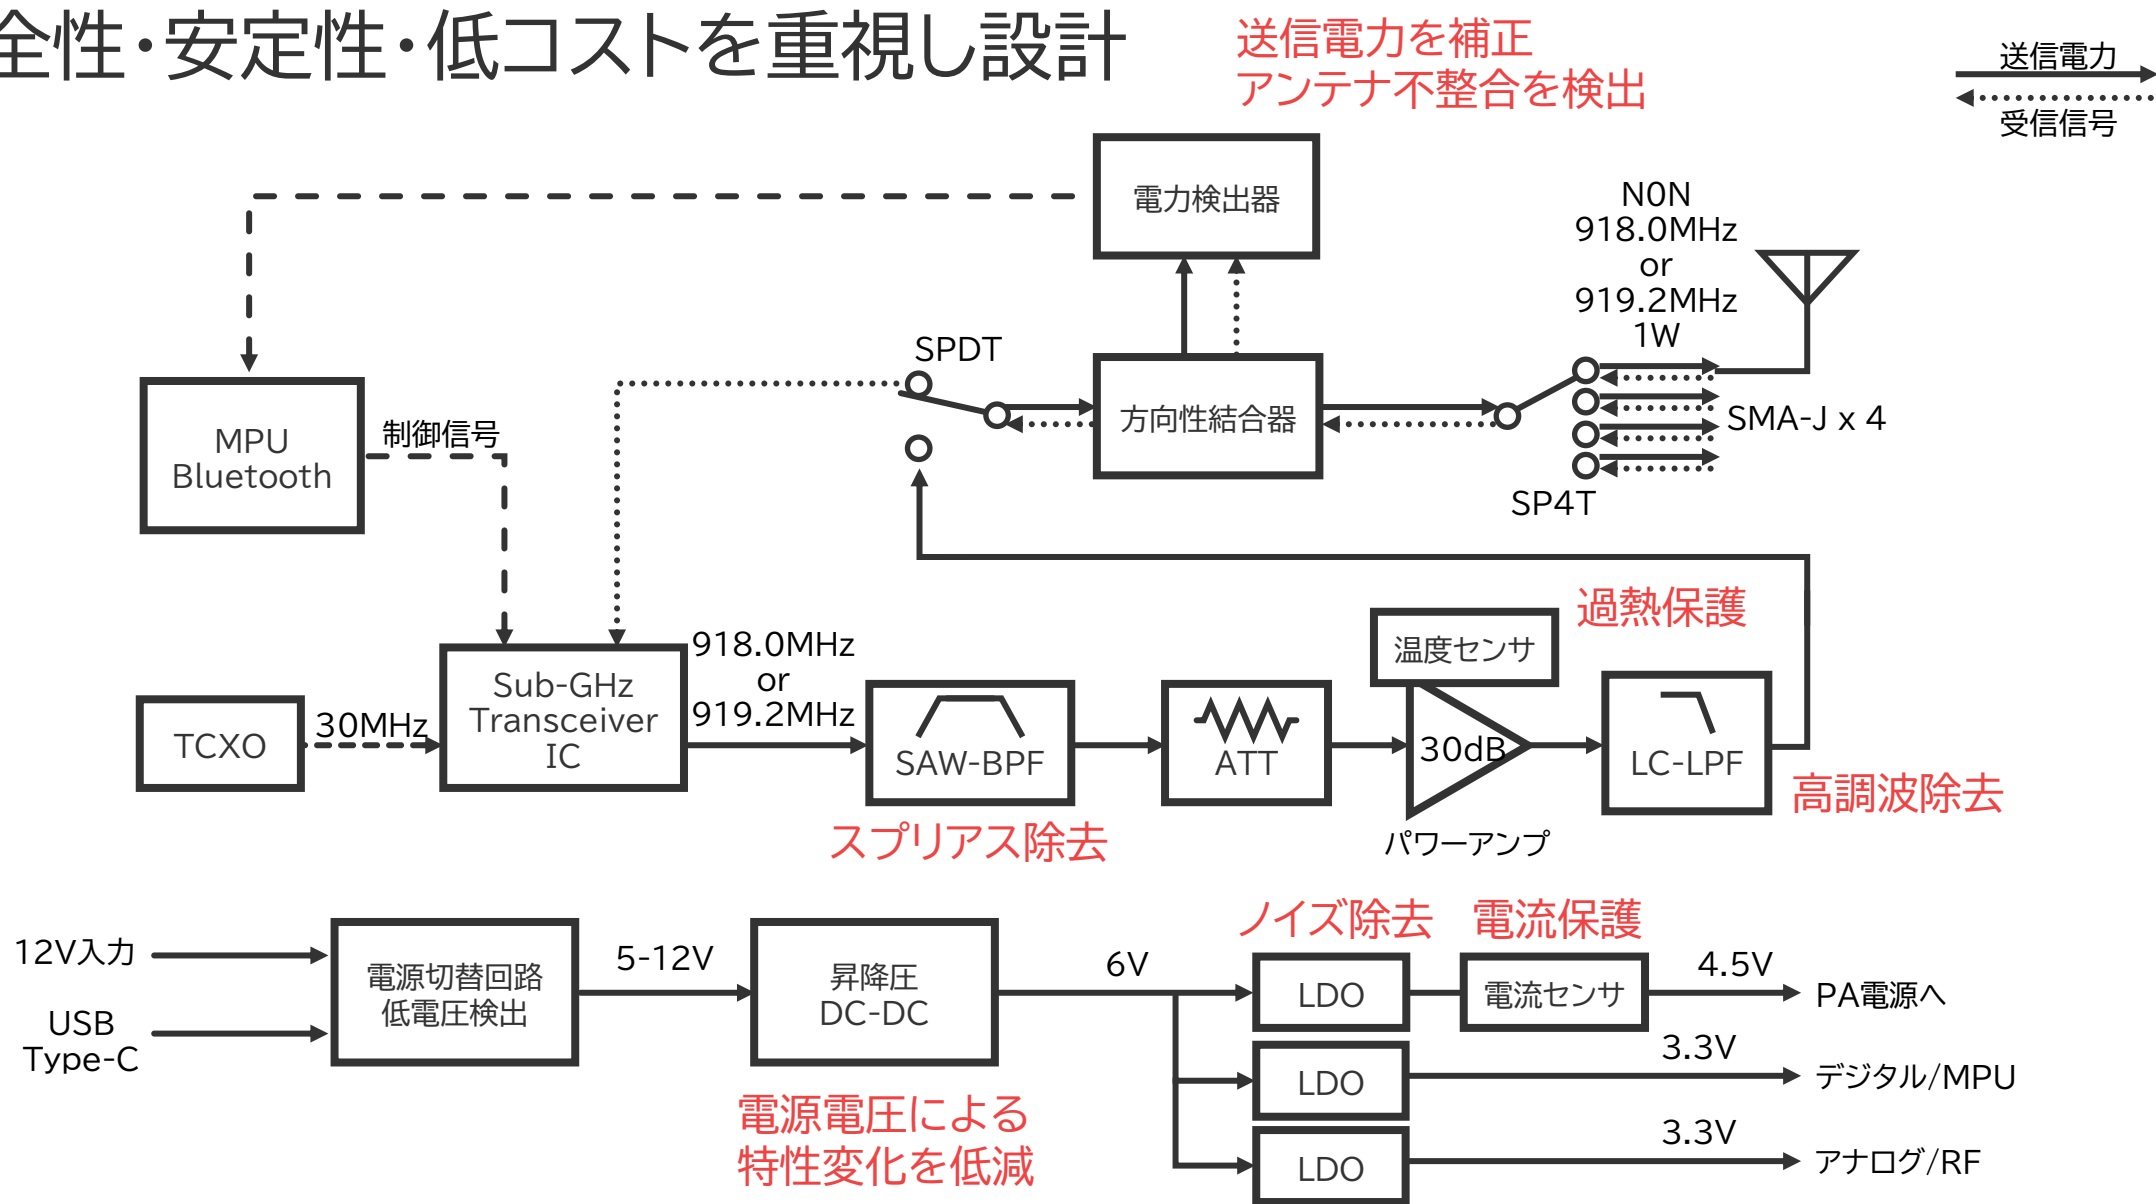 全性・安定性・低コストを重視し設計
送信電力を補正
アンテナ不整合を検出
送信電力
受信信号
電力検出器
N0N
918.0MHz
or
919.2MHz
1W
SPDT
MPU
Bluetooth
制御信号
方向性結合器
SMA-J x 4
SP4T
過熱保護
温度センサ
918.0MHz
or
919.2MHz
Sub-GHz
Transceiver
IC
TCXO
30MHz
SAW-BPF
ATT
30dB
LC-LPF
スプリアス除去
パワーアンプ
高調波除去
ノイズ除去
電流保護
12V入力
USB
Type-C
電源切替回路
低電圧検出
5-12V
昇降圧
DC-DC
6V
LDO
電流センサ
4.5V
PA電源へ
LDO
3.3V
デジタル/MPU
電源電圧による
特性変化を低減
LDO
3.3V
アナログ/RF